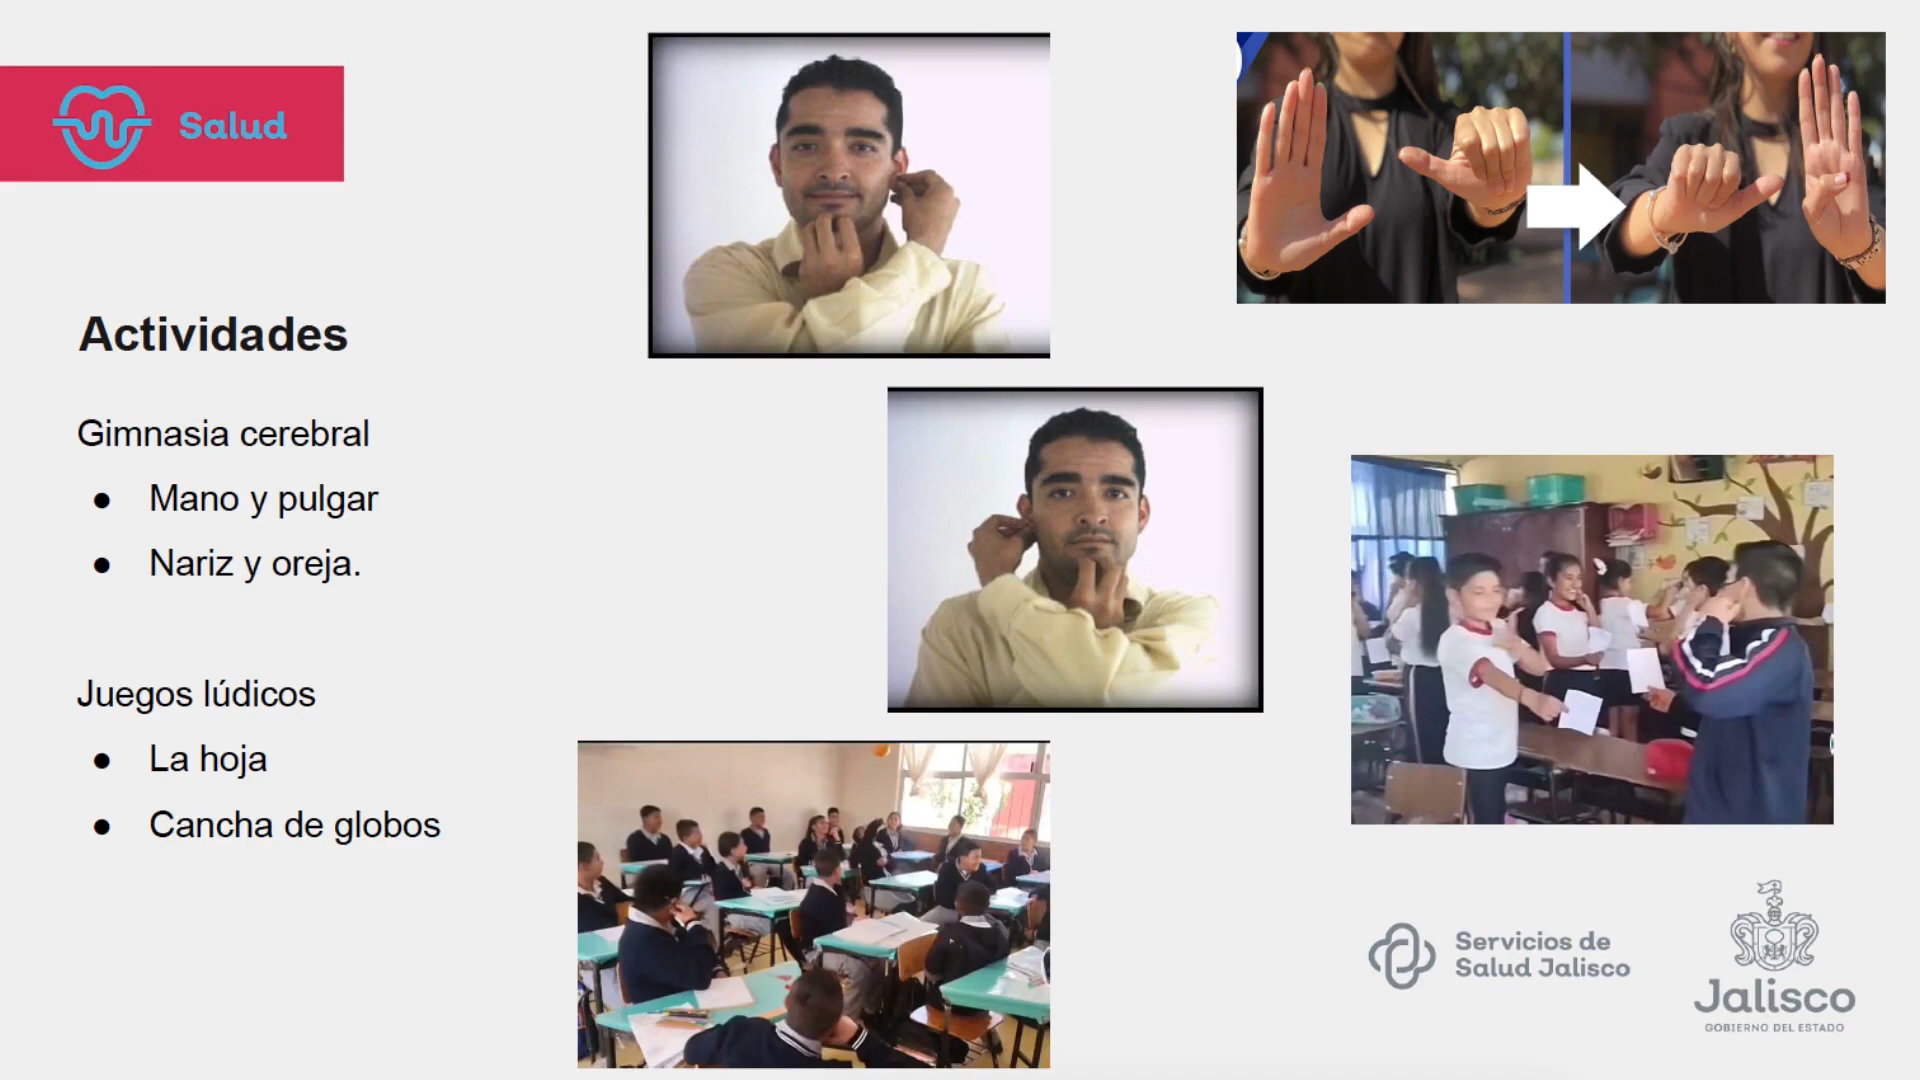 Salud
Actividades
Gimnasia cerebral
● Mano y pulgar
● Nariz y oreja.
Juegos lúdicos
● La hoja
● Cancha de globos
Servicios de
Salud Jalisco
Jalisco
GOBIERNO DEL ESTADO